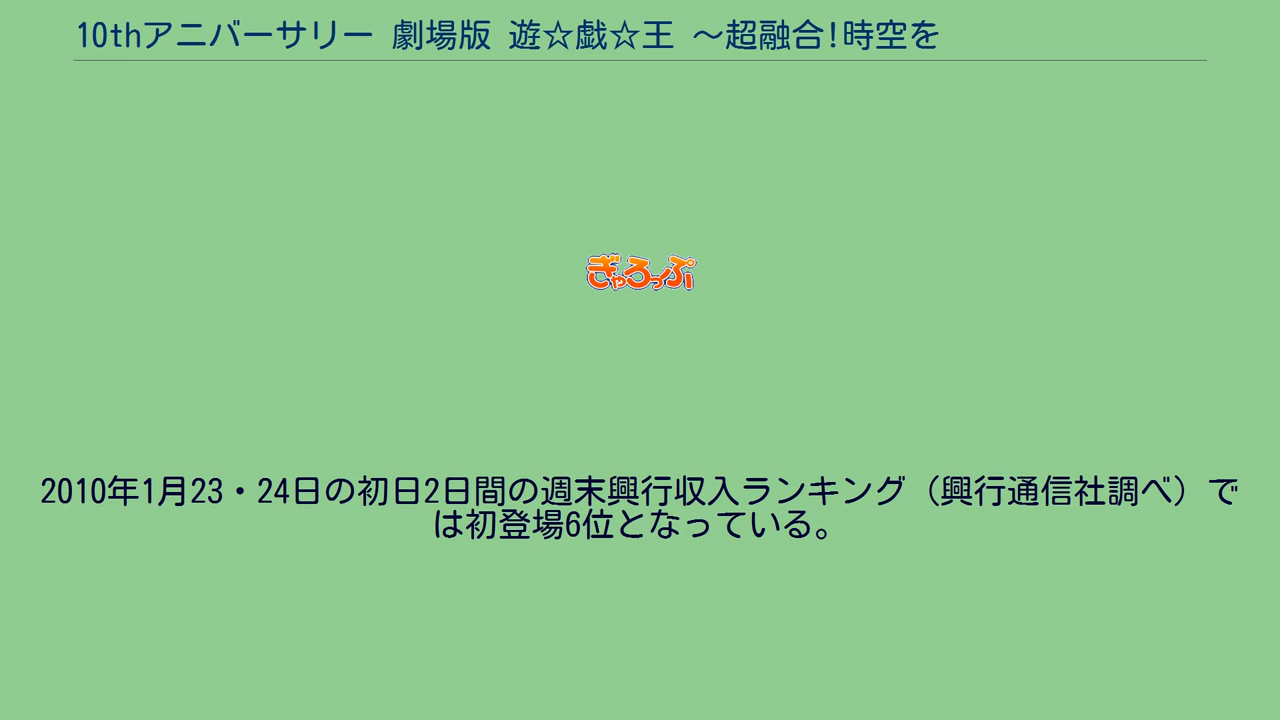 10thアニバーサリー 劇場版 遊☆戯☆王 ～超融合!時空を
ぎゃろっぷ
2010年1月23・24日の初日2日間の週末興行収入ランキング（興行通信社調べ）で
は初登場6位となっている。